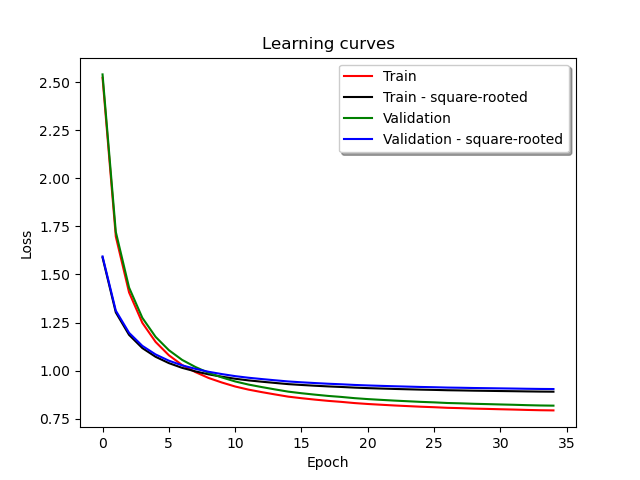 Learning curves
Train
Train - square-rooted
Validation
Validation - square-rooted
2.50
2.25
2.00
1.75
1.50
1.25
1.00
0.75
Loss
0
5
10
15
20
25
30
35
Epoch